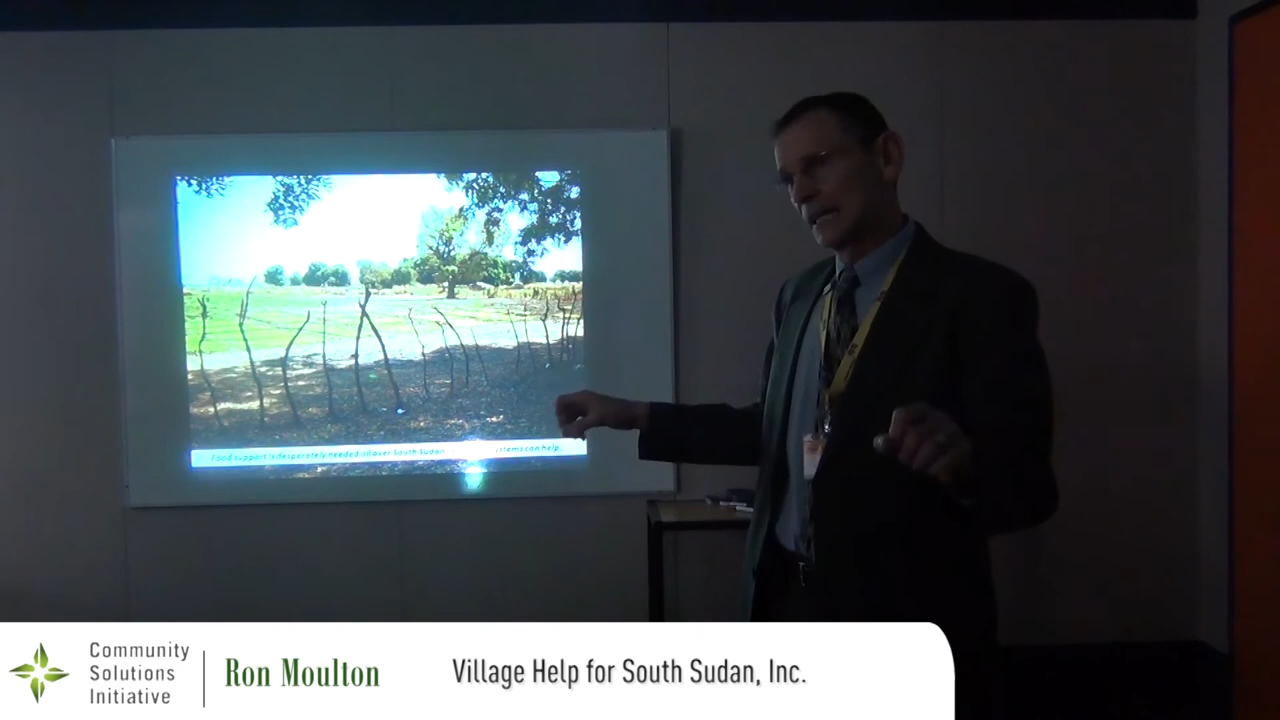 Food support is desperately needed all over South Sudan can help
Community
Solutions
Initiative
Ron Moulton
Village Help for South Sudan, Inc.